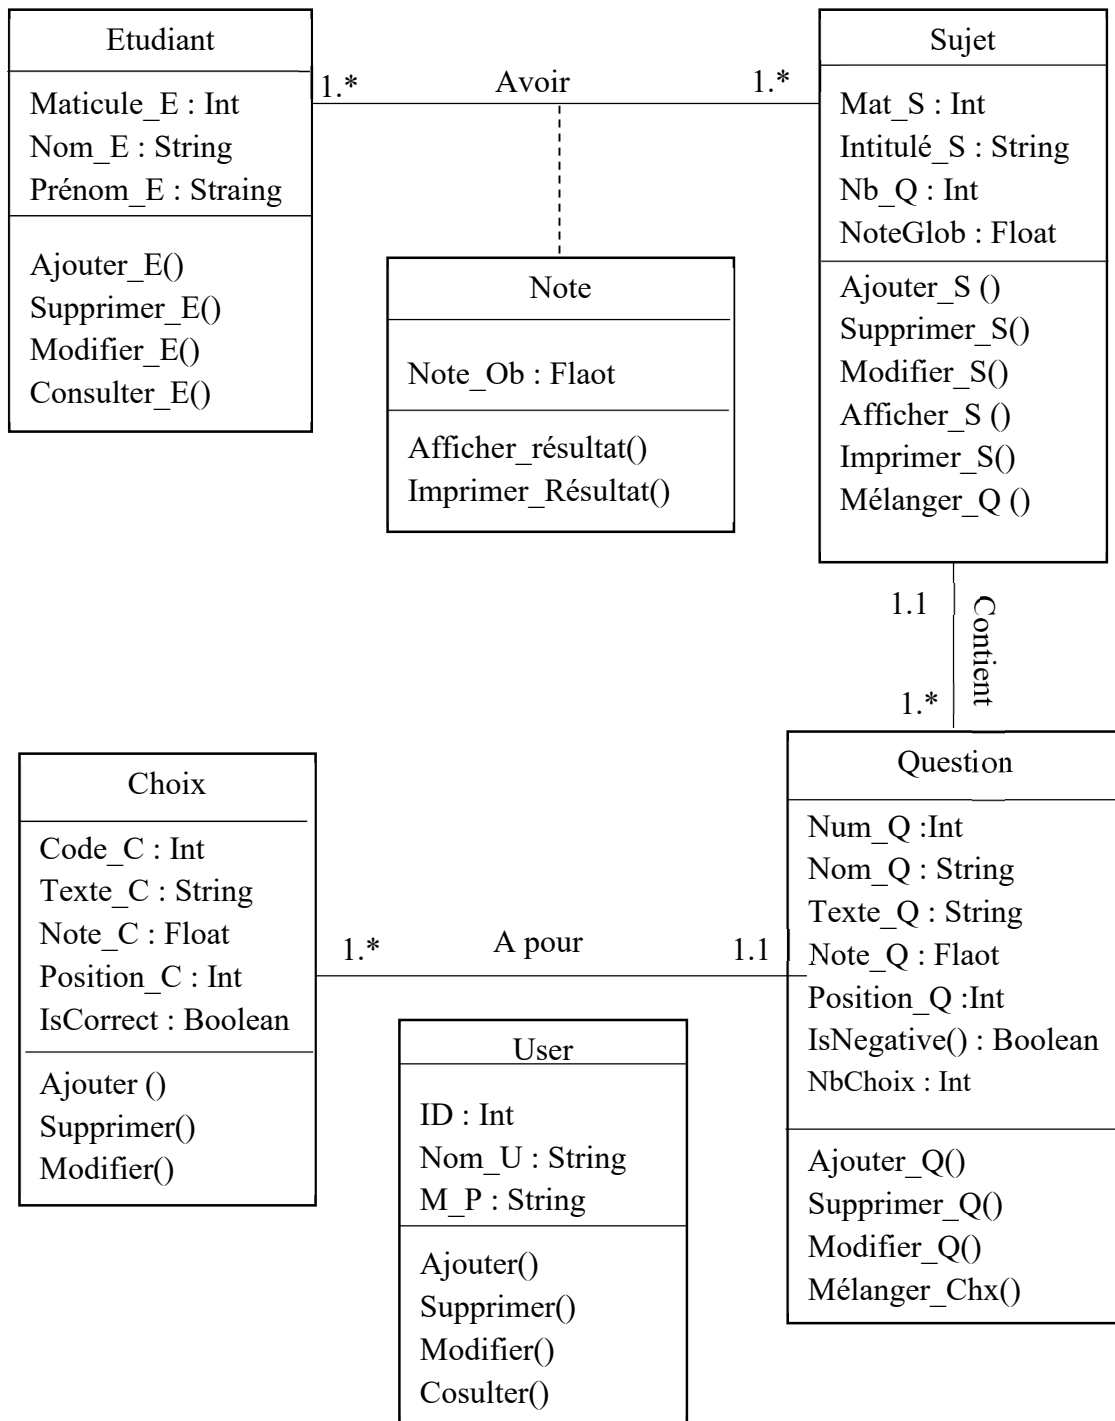 Etudiant
Maticule_E : Int
Nom_E : String
Prénom_E : Straing
Ajouter_E()
Supprimer_E()
Modifier_E()
Consulter_E()
1.*
Avoir
1.*
Sujet
Mat_S : Int
Intitulé_S : String
Nb_Q : Int
NoteGlob : Float
Ajouter_S ()
Supprimer_S()
Modifier_S()
Afficher_S ()
Imprimer_S()
Mélanger_Q ()
Note
Note_Ob : Flaot
Afficher_résultat()
Imprimer_Résultat()
1.1
Contient
1.*
Question
Num_Q :Int
Nom_Q : String
Texte_Q : String
Note_Q : Flaot
Position_Q :Int
IsNegative() : Boolean
NbChoix : Int
Ajouter_Q()
Supprimer_Q()
Modifier_Q()
Mélanger_Chx()
Choix
Code_C : Int
Texte_C : String
Note_C : Float
Position_C : Int
IsCorrect : Boolean
Ajouter ()
Supprimer()
Modifier()
1.*
A pour
1.1
User
ID : Int
Nom_U : String
M_P : String
Ajouter()
Supprimer()
Modifier()
Cosulter()